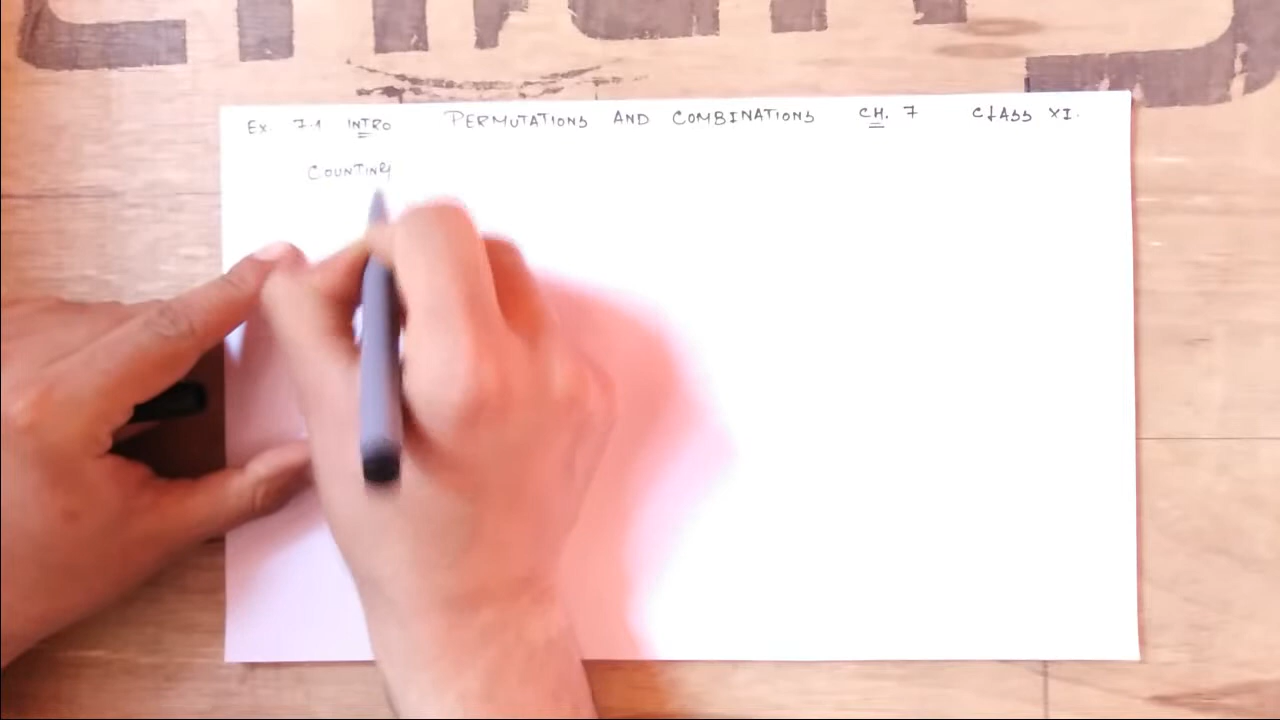 Ex. 7.1 INTRO PERMUTATIONS AND COMBINATIONS CH. 7 CLASS XI.
COUNTING